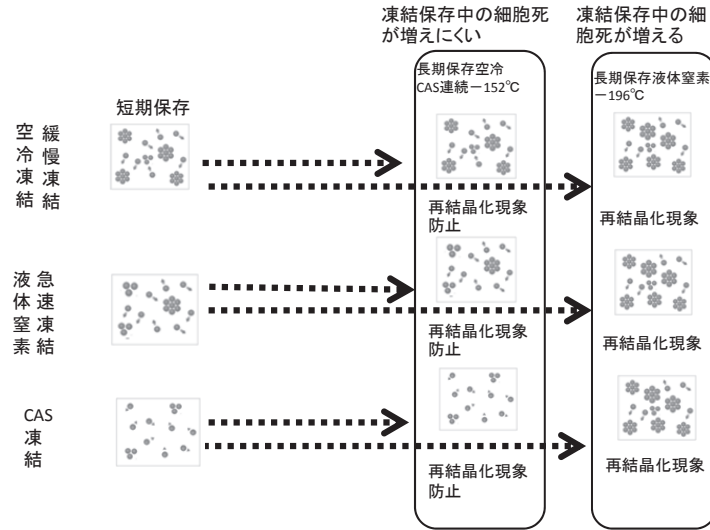 凍結保存中の細胞死
が増えにくい
凍結保存中の細
胞死が増える
長期保存空冷
CAS連続－152℃
長期保存液体窒素
－196℃
短期保存
緩慢凍結
空冷凍結
再結晶化現象
防止
再結晶化現象
急速凍結
液体窒素
再結晶化現象
防止
再結晶化現象
CAS
凍
結
再結晶化現象
防止
再結晶化現象